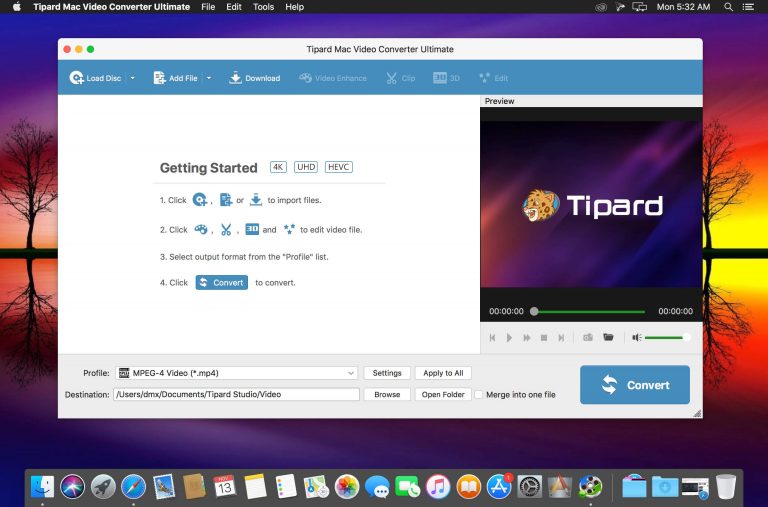 Tipard Mac Video Converter Ultimate File Edit Tools Help Mon 5:32 AM
Tipard Mac Video Converter Ultimate
Load Disc Add File Download Video Enhance Clip 3D 3D Edit
Preview
Getting Started 4K UHD HEVC
1. Click , or to import files.
2. Click , , 3D and to edit video file.
3. Select output format from the "Profile" list.
4. Click Convert to convert.
Tipard
00:00:00 00:00:00
Profile: MPEG-4 Video (*.mp4) Settings Apply to All
Destination: /Users/dmx/Documents/Tipard Studio/Video Browse Open Folder Merge into one file
Convert
NOV
13
1